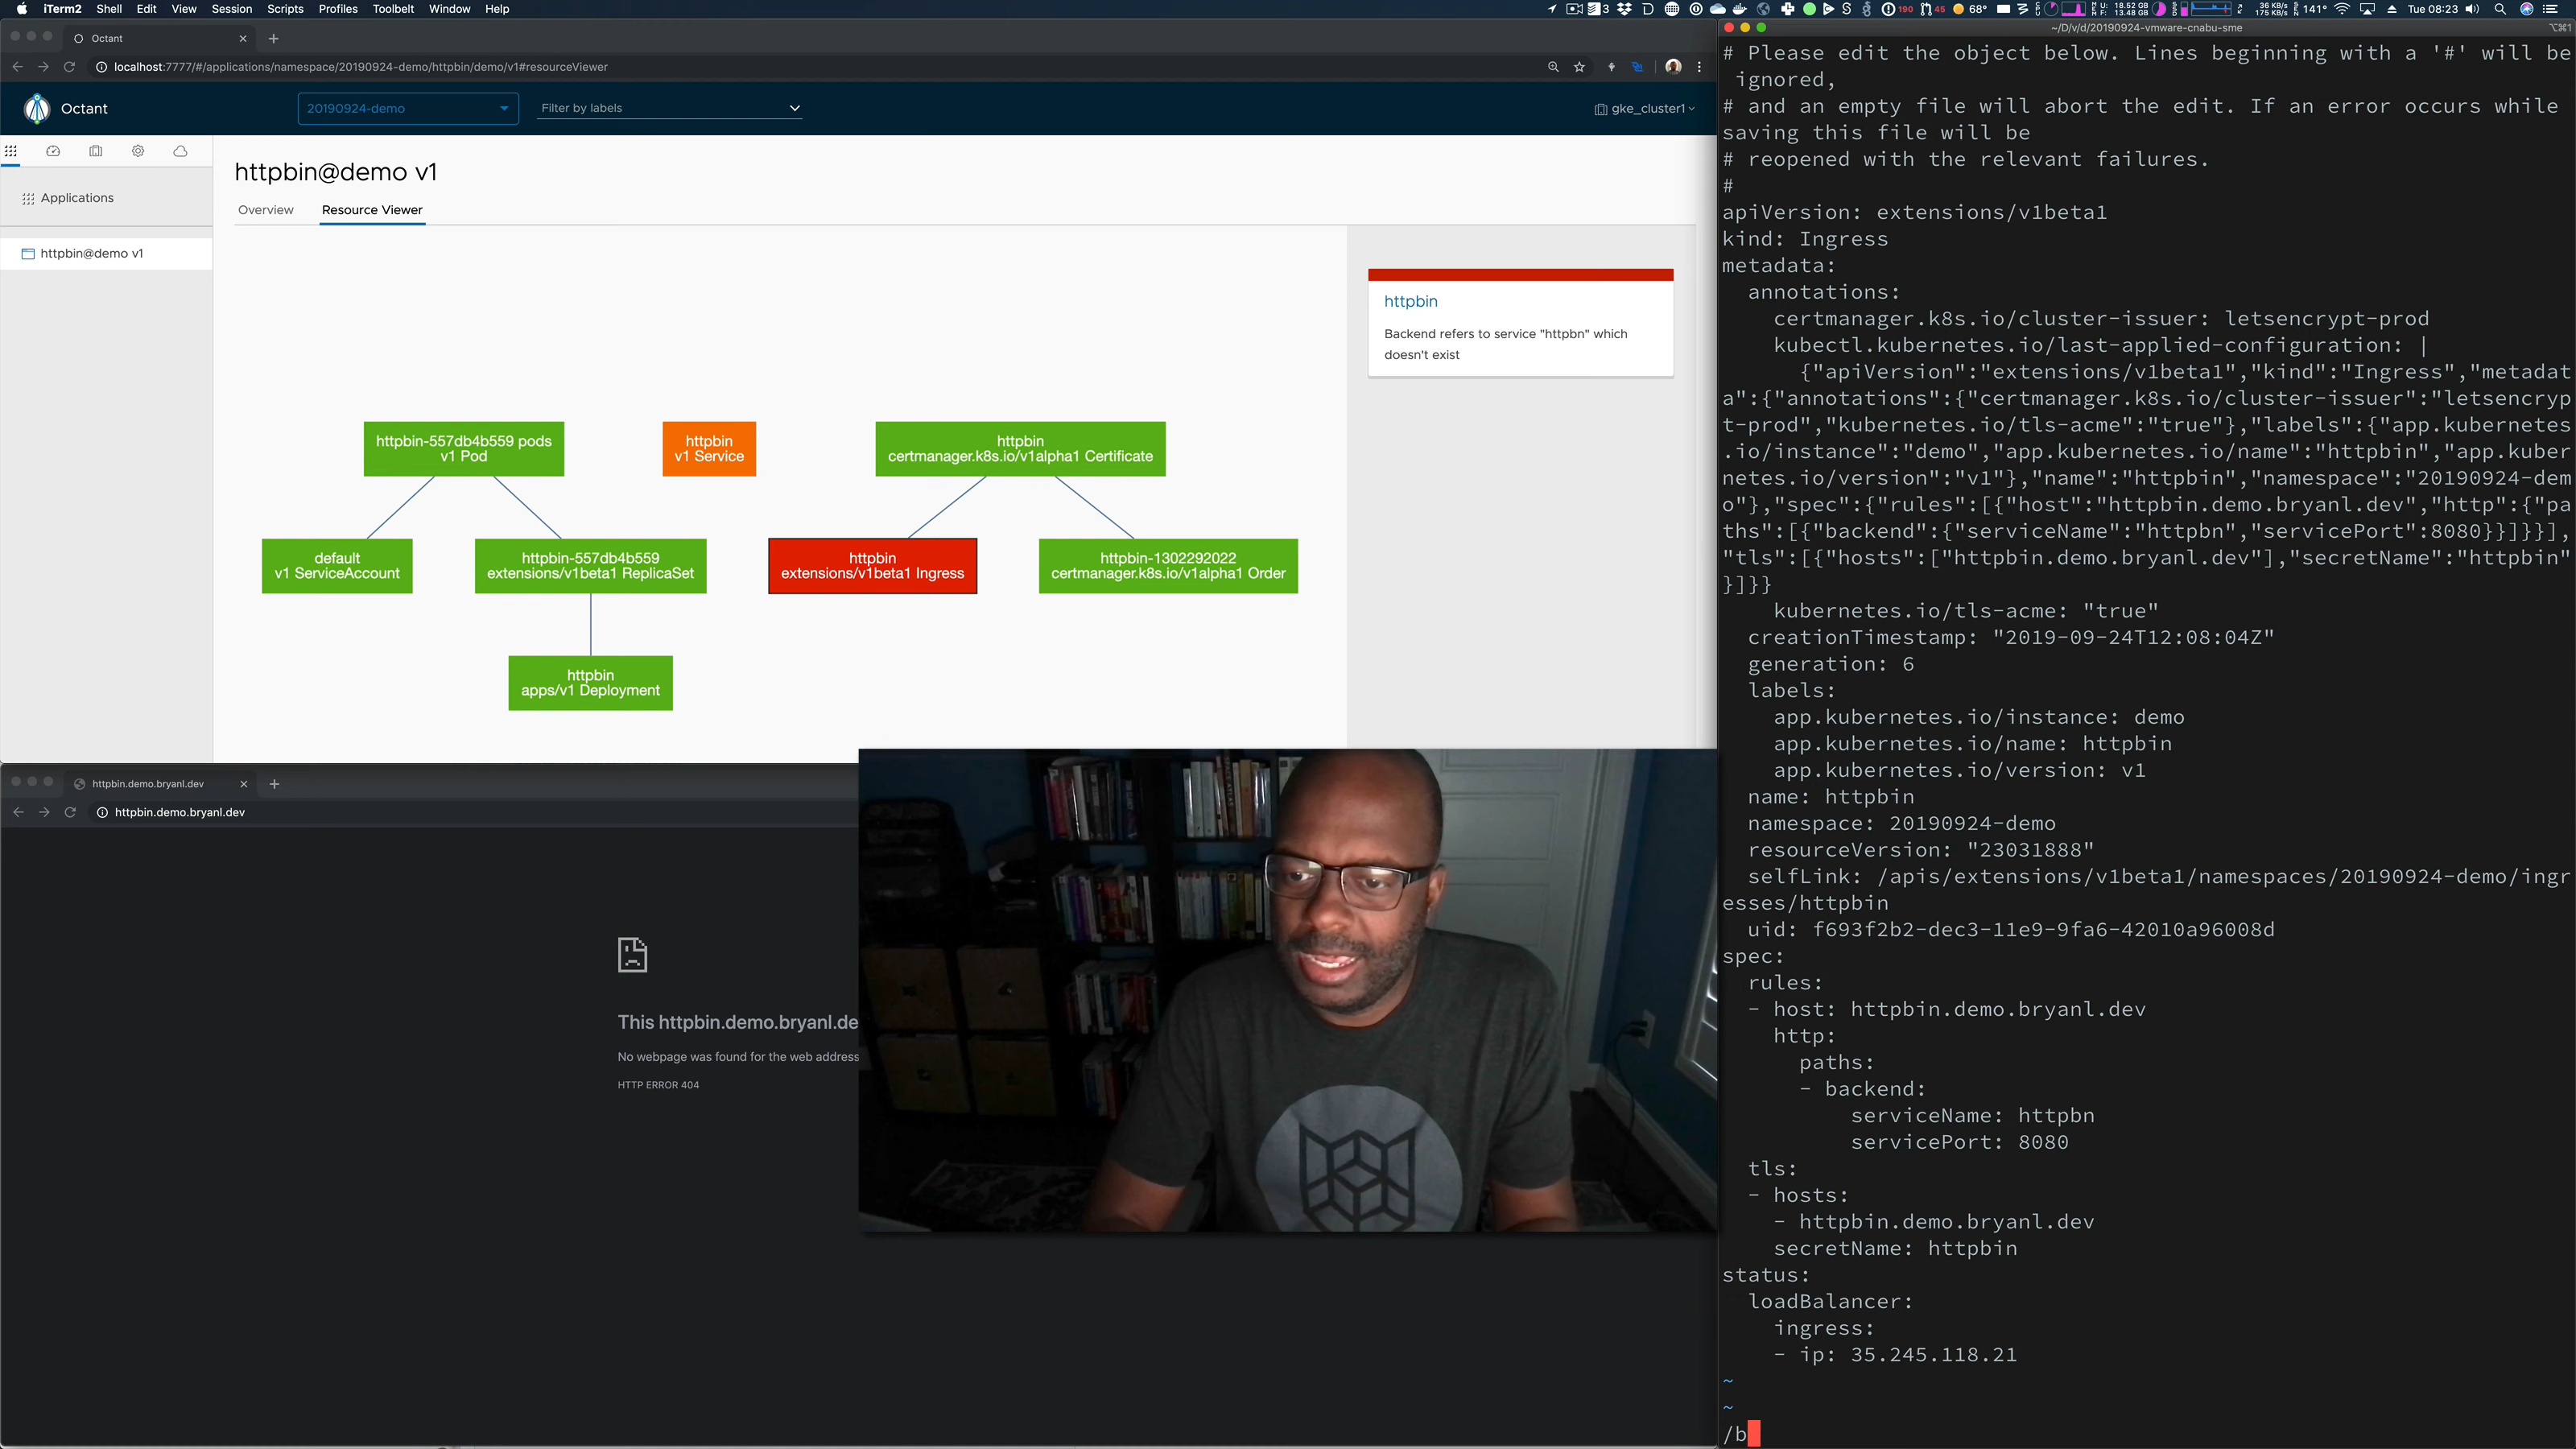 iTerm2 Shell Edit View Session Scripts Profiles Toolbelt Window Help
3 190 45 68° 18.52 GB 13.48 GB 36 KB/s 175 KB/s 141° Tue 08:23
Octant
localhost:7777/#/applications/namespace/20190924-demo/httpbin/demo/v1#resourceViewer
Octant 20190924-demo Filter by labels gke_cluster1
Applications
httpbin@demo v1
httpbin@demo v1
Overview Resource Viewer
httpbin
Backend refers to service "httpbn" which
doesn't exist
httpbin-557db4b559 pods
v1 Pod
httpbin
v1 Service
httpbin
certmanager.k8s.io/v1alpha1 Certificate
default
v1 ServiceAccount
httpbin-557db4b559
extensions/v1beta1 ReplicaSet
httpbin
extensions/v1beta1 Ingress
httpbin-1302292022
certmanager.k8s.io/v1alpha1 Order
httpbin
apps/v1 Deployment
httpbin.demo.bryanl.dev
httpbin.demo.bryanl.dev
This httpbin.demo.bryanl.de
No webpage was found for the web address
HTTP ERROR 404
~/D/v/d/20190924-vmware-cnabu-sme
⌥⌘1
# Please edit the object below. Lines beginning with a '#' will be
ignored,
# and an empty file will abort the edit. If an error occurs while
saving this file will be
# reopened with the relevant failures.
#
apiVersion: extensions/v1beta1
kind: Ingress
metadata:
annotations:
certmanager.k8s.io/cluster-issuer: letsencrypt-prod
kubectl.kubernetes.io/last-applied-configuration: |
{"apiVersion":"extensions/v1beta1","kind":"Ingress","metadat
a":{"annotations":{"certmanager.k8s.io/cluster-issuer":"letsencryp
t-prod","kubernetes.io/tls-acme":"true"},"labels":{"app.kubernetes
.io/instance":"demo","app.kubernetes.io/name":"httpbin","app.kuber
netes.io/version":"v1"},"name":"httpbin","namespace":"20190924-dem
o"},"spec":{"rules":[{"host":"httpbin.demo.bryanl.dev","http":{"pa
ths":[{"backend":{"serviceName":"httpbn","servicePort":8080}}]}}],
"tls":[{"hosts":["httpbin.demo.bryanl.dev"],"secretName":"httpbin"
}]}}
kubernetes.io/tls-acme: "true"
creationTimestamp: "2019-09-24T12:08:04Z"
generation: 6
labels:
app.kubernetes.io/instance: demo
app.kubernetes.io/name: httpbin
app.kubernetes.io/version: v1
name: httpbin
namespace: 20190924-demo
resourceVersion: "23031888"
selfLink: /apis/extensions/v1beta1/namespaces/20190924-demo/ingr
esses/httpbin
uid: f693f2b2-dec3-11e9-9fa6-42010a96008d
spec:
rules:
- host: httpbin.demo.bryanl.dev
http:
paths:
- backend:
serviceName: httpbn
servicePort: 8080
tls:
- hosts:
- httpbin.demo.bryanl.dev
secretName: httpbin
status:
loadBalancer:
ingress:
- ip: 35.245.118.21
~
~
/b